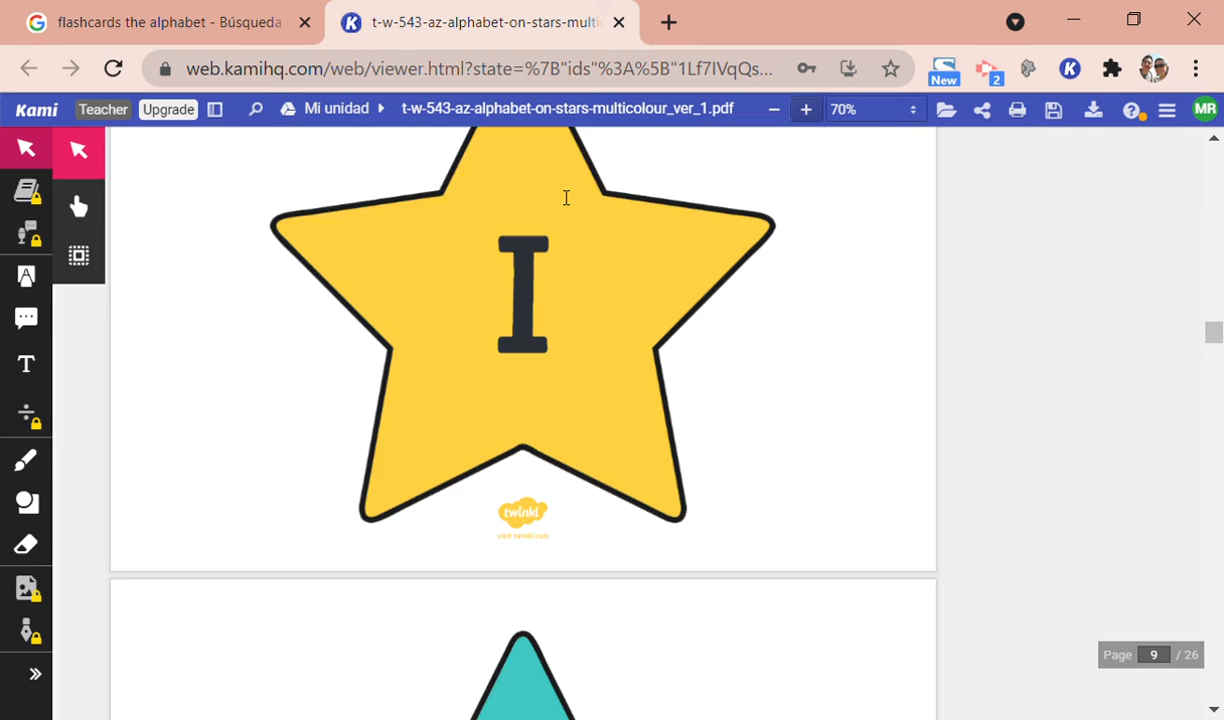 flashcards the alphabet - Búsqueda
t-w-543-az-alphabet-on-stars-multi
web.kamihq.com/web/viewer.html?state=%7B"ids"%3A%5B"1Lf7IVqQs...
New
2
K
Kami
Teacher
Upgrade
Mi unidad
t-w-543-az-alphabet-on-stars-multicolour_ver_1.pdf
70%
MR
I
twinkl
visit twinkl.com
Page 9 / 26